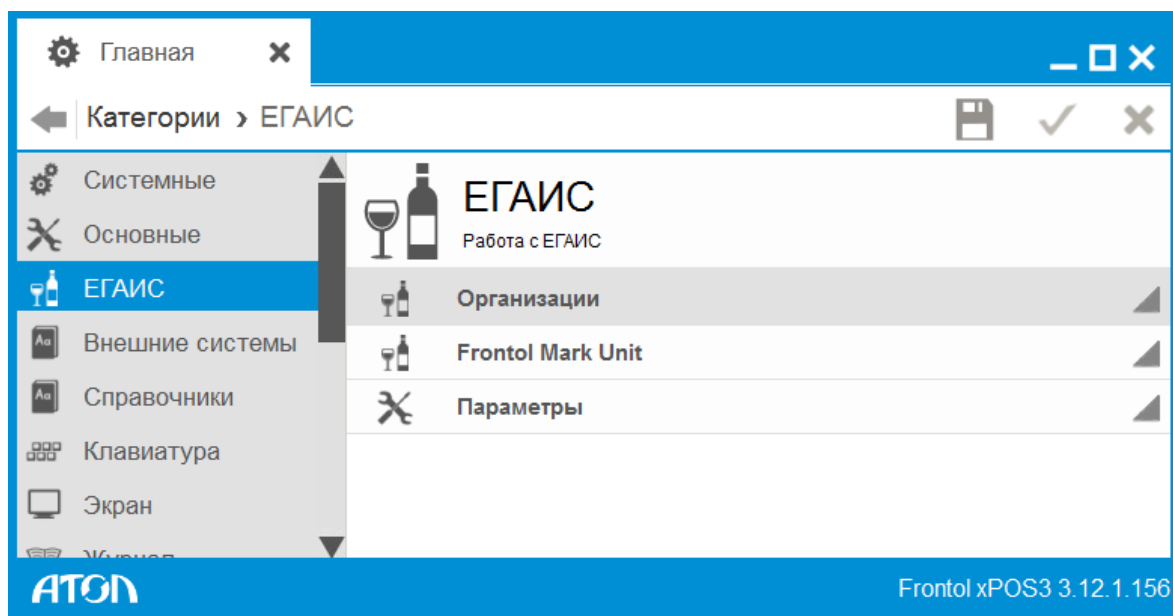 Главная
Категории › ЕГАИС
Системные
Основные
ЕГАИС
Внешние системы
Справочники
Клавиатура
Экран
Журнал
ЕГАИС
Работа с ЕГАИС
Организации
Frontol Mark Unit
Параметры
АТОЛ
Frontol xPOS3 3.12.1.156